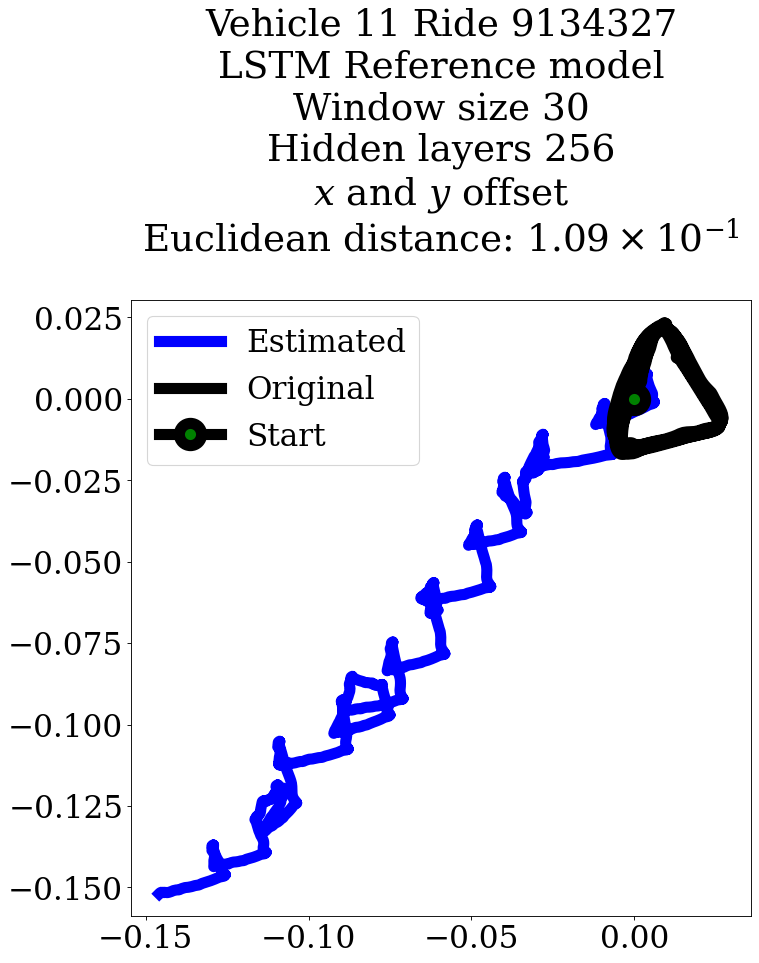 Vehicle 11 Ride 9134327
LSTM Reference model
Window size 30
Hidden layers 256
x and y offset
Euclidean distance: 1.09 × 10⁻¹
Estimated
Original
Start
0.025
0.000
−0.025
−0.050
−0.075
−0.100
−0.125
−0.150
−0.15 −0.10 −0.05 0.00